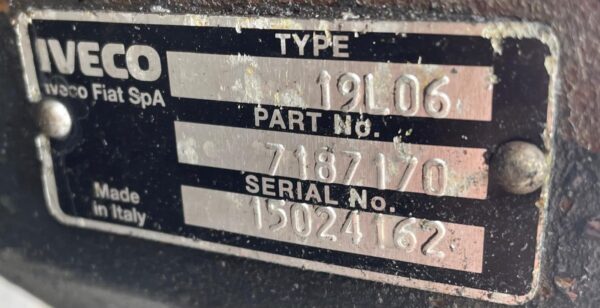 IVECO
Iveco Fiat SpA
TYPE
19L06
PART No.
7187170
SERIAL No.
15024162
Made
in Italy